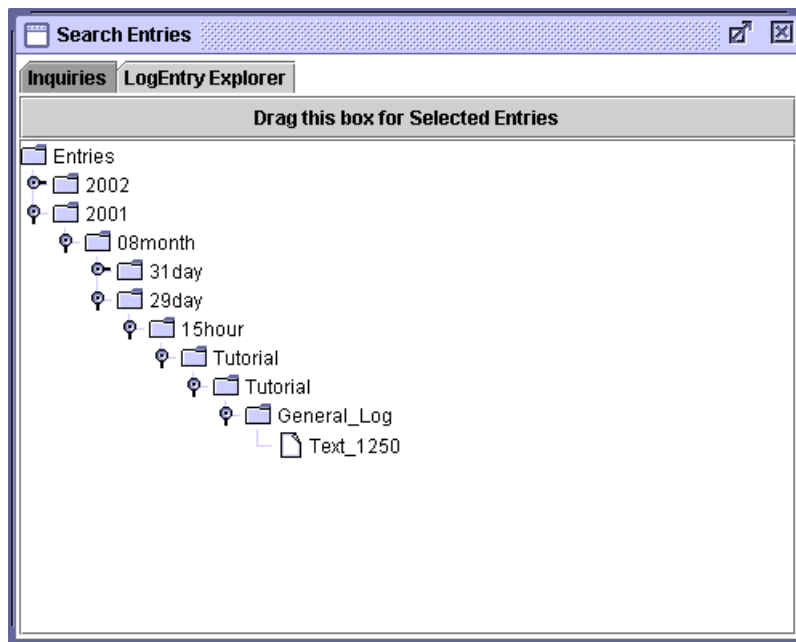 Search Entries
Inquiries LogEntry Explorer
Drag this box for Selected Entries
Entries
2002
2001
08month
31day
29day
15hour
Tutorial
Tutorial
General_Log
Text_1250